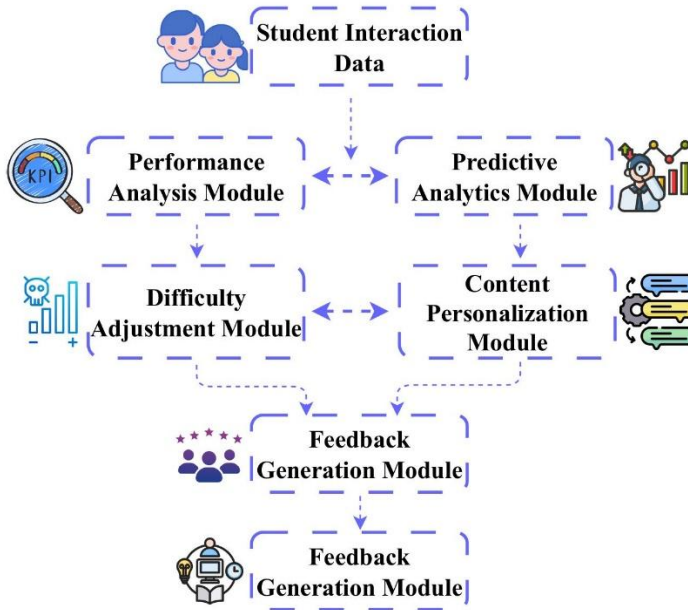 Student Interaction
Data
KPI
Performance
Analysis Module
Predictive
Analytics Module
Difficulty
Adjustment Module
- +
Content
Personalization
Module
Feedback
Generation Module
Feedback
Generation Module